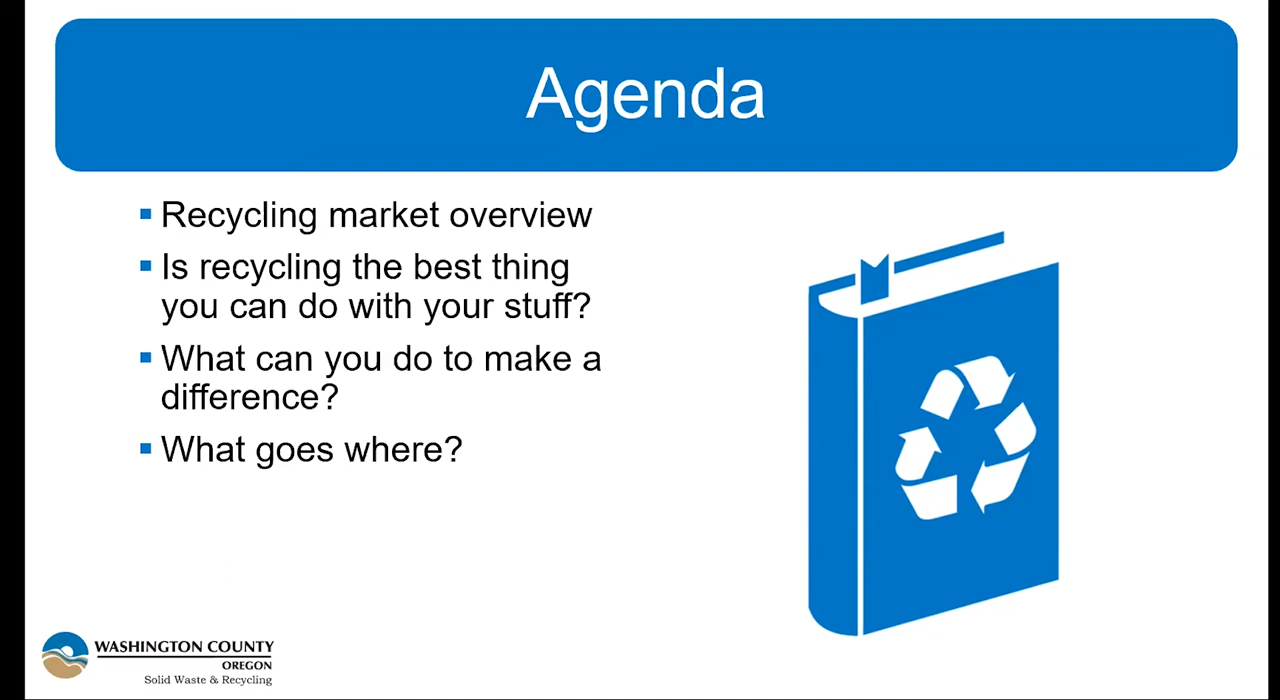 Agenda
Recycling market overview
Is recycling the best thing
you can do with your stuff?
What can you do to make a
difference?
What goes where?
WASHINGTON COUNTY
OREGON
Solid Waste & Recycling